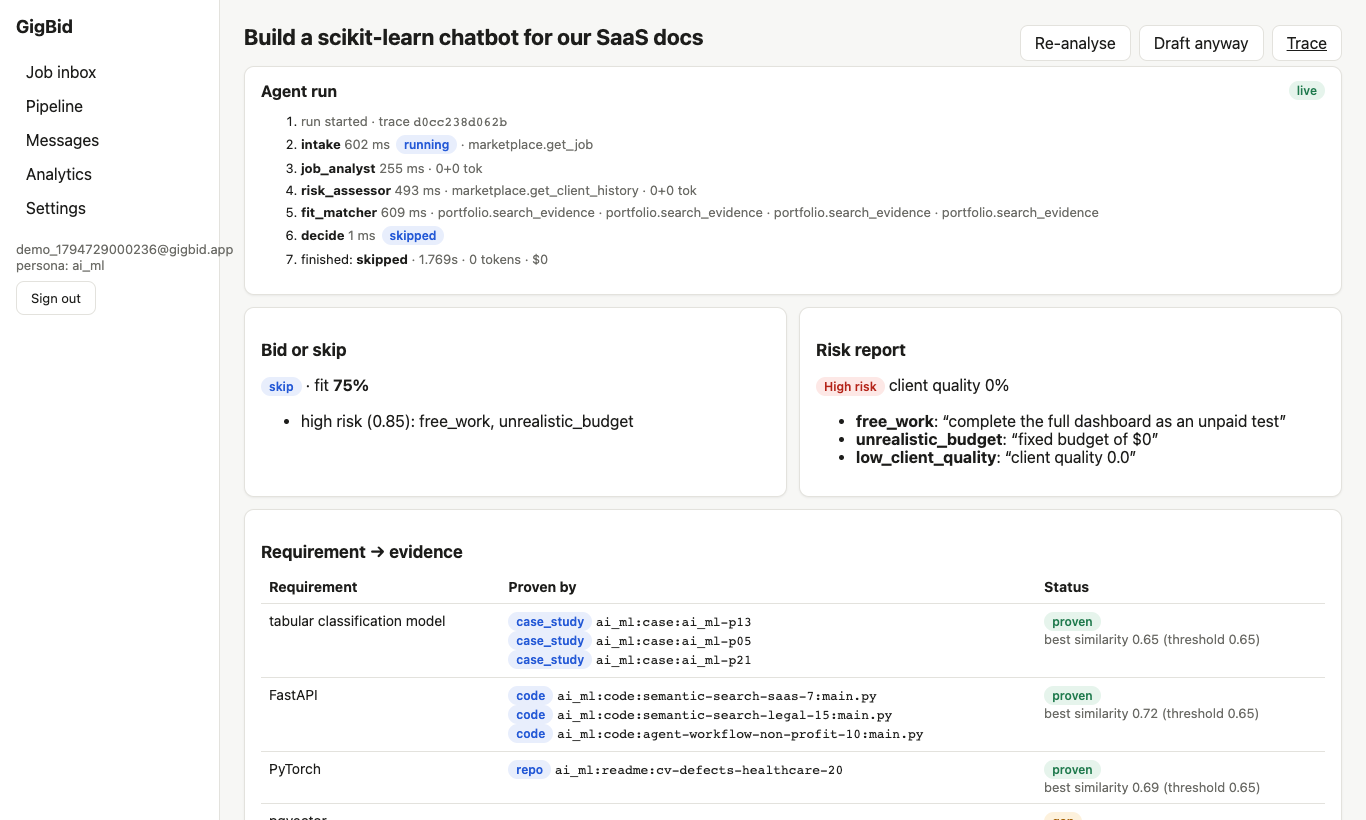 GigBid
Job inbox
Pipeline
Messages
Analytics
Settings
demo_1794729000236@gigbid.app
persona: ai_ml
Sign out
Build a scikit-learn chatbot for our SaaS docs
Re-analyse
Draft anyway
Trace
Agent run
live
1. run started · trace d0cc238d062b
2. intake 602 ms running · marketplace.get_job
3. job_analyst 255 ms · 0+0 tok
4. risk_assessor 493 ms · marketplace.get_client_history · 0+0 tok
5. fit_matcher 609 ms · portfolio.search_evidence · portfolio.search_evidence · portfolio.search_evidence · portfolio.search_evidence
6. decide 1 ms skipped
7. finished: skipped · 1.769s · 0 tokens · $0
Bid or skip
skip · fit 75%
• high risk (0.85): free_work, unrealistic_budget
Risk report
High risk client quality 0%
• free_work: “complete the full dashboard as an unpaid test”
• unrealistic_budget: “fixed budget of $0”
• low_client_quality: “client quality 0.0”
Requirement → evidence
Requirement Proven by Status
tabular classification model
case_study ai_ml:case:ai_ml-p13
case_study ai_ml:case:ai_ml-p05
case_study ai_ml:case:ai_ml-p21
proven
best similarity 0.65 (threshold 0.65)
FastAPI
code ai_ml:code:semantic-search-saas-7:main.py
code ai_ml:code:semantic-search-legal-15:main.py
code ai_ml:code:agent-workflow-non-profit-10:main.py
proven
best similarity 0.72 (threshold 0.65)
PyTorch
repo ai_ml:readme:cv-defects-healthcare-20
proven
best similarity 0.69 (threshold 0.65)